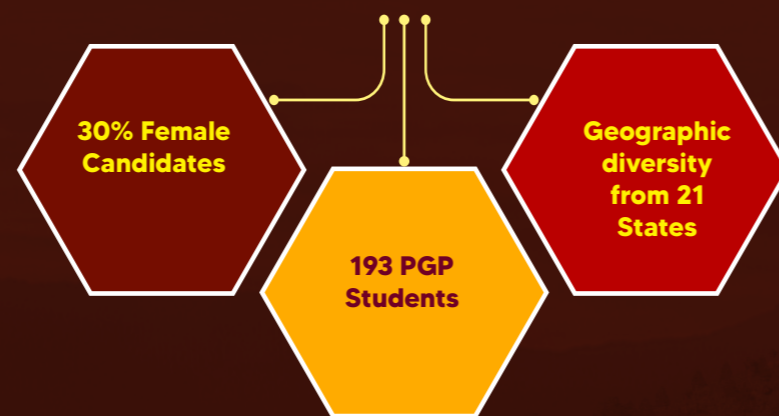 30% Female
Candidates
193 PGP
Students
Geographic
diversity
from 21
States